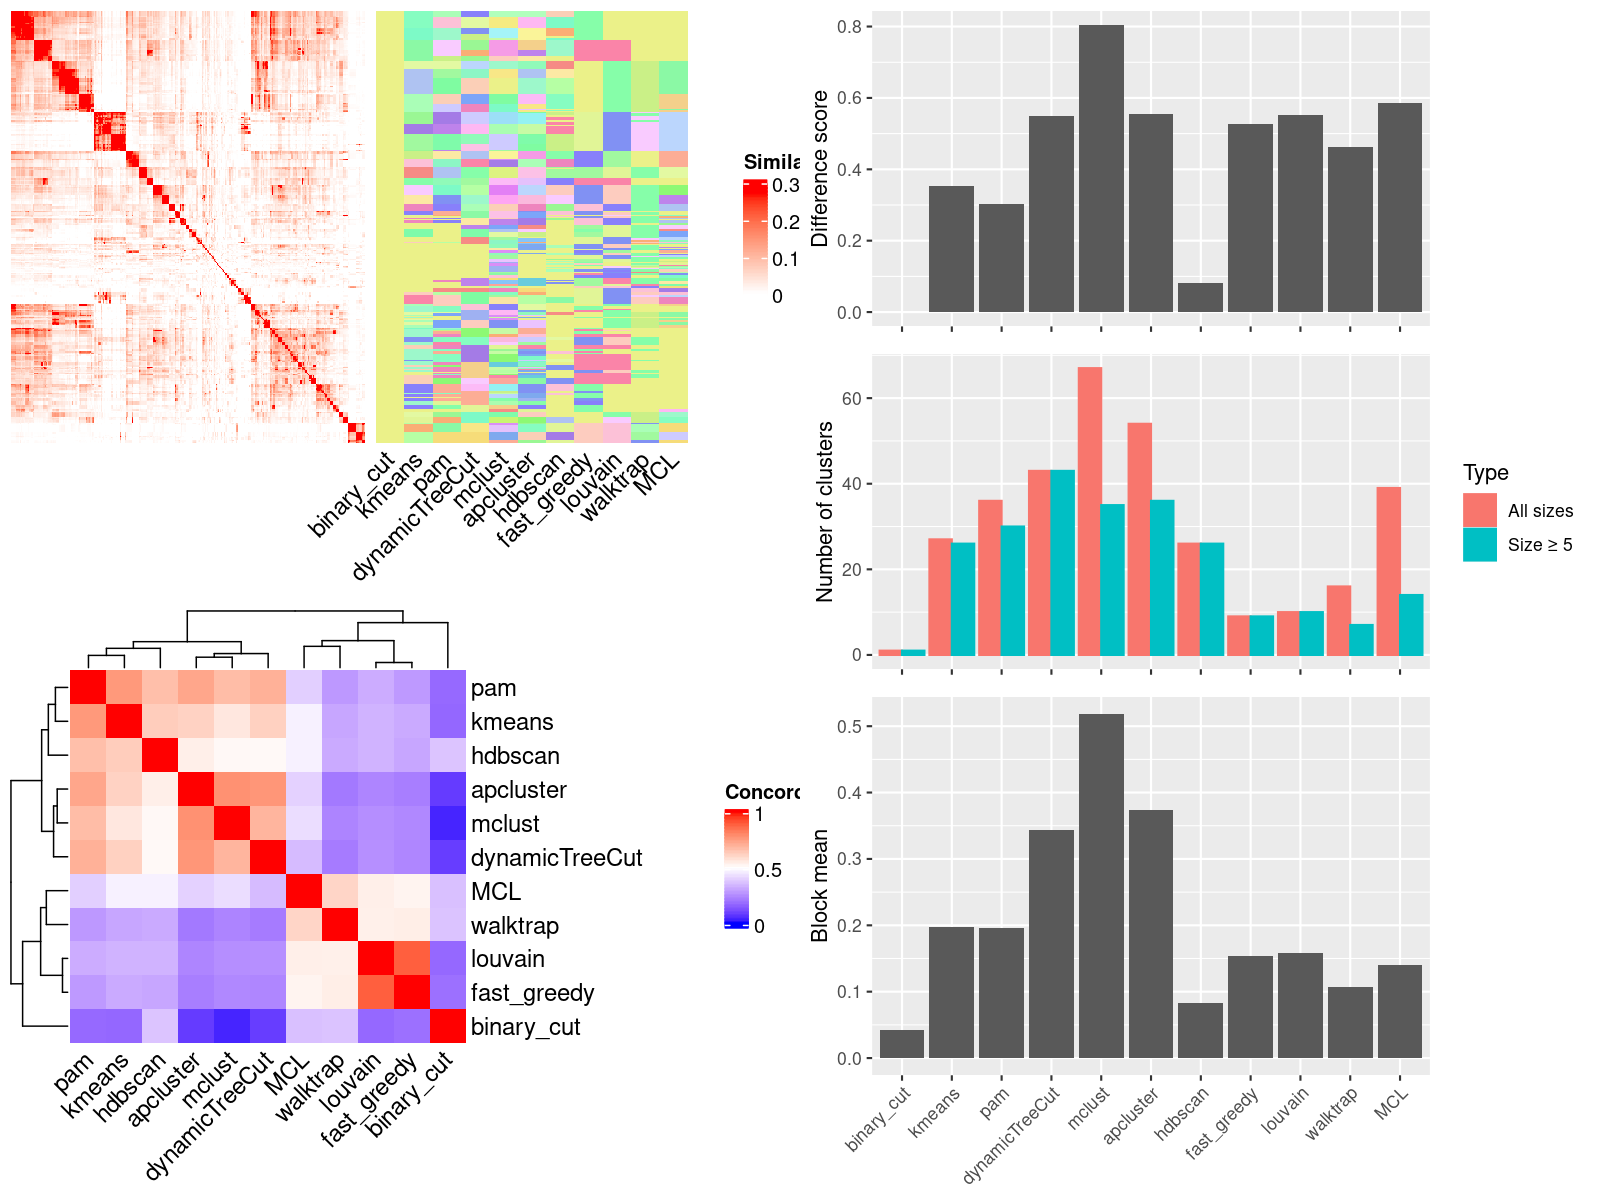 Simila
0.3
0.2
0.1
0
binary_cut
kmeans
pam
dynamicTreeCut
mclust
apcluster
hdbscan
fast_greedy
louvain
walktrap
MCL
pam
kmeans
hdbscan
apcluster
mclust
dynamicTreeCut
MCL
walktrap
louvain
fast_greedy
binary_cut
pam
kmeans
hdbscan
apcluster
mclust
dynamicTreeCut
MCL
walktrap
louvain
fast_greedy
binary_cut
Concord
1
0.5
0
Difference score
0.8
0.6
0.4
0.2
0.0
Number of clusters
60
40
20
0
Type
All sizes
Size ≥ 5
Block mean
0.5
0.4
0.3
0.2
0.1
0.0
binary_cut
kmeans
pam
dynamicTreeCut
mclust
apcluster
hdbscan
fast_greedy
louvain
walktrap
MCL